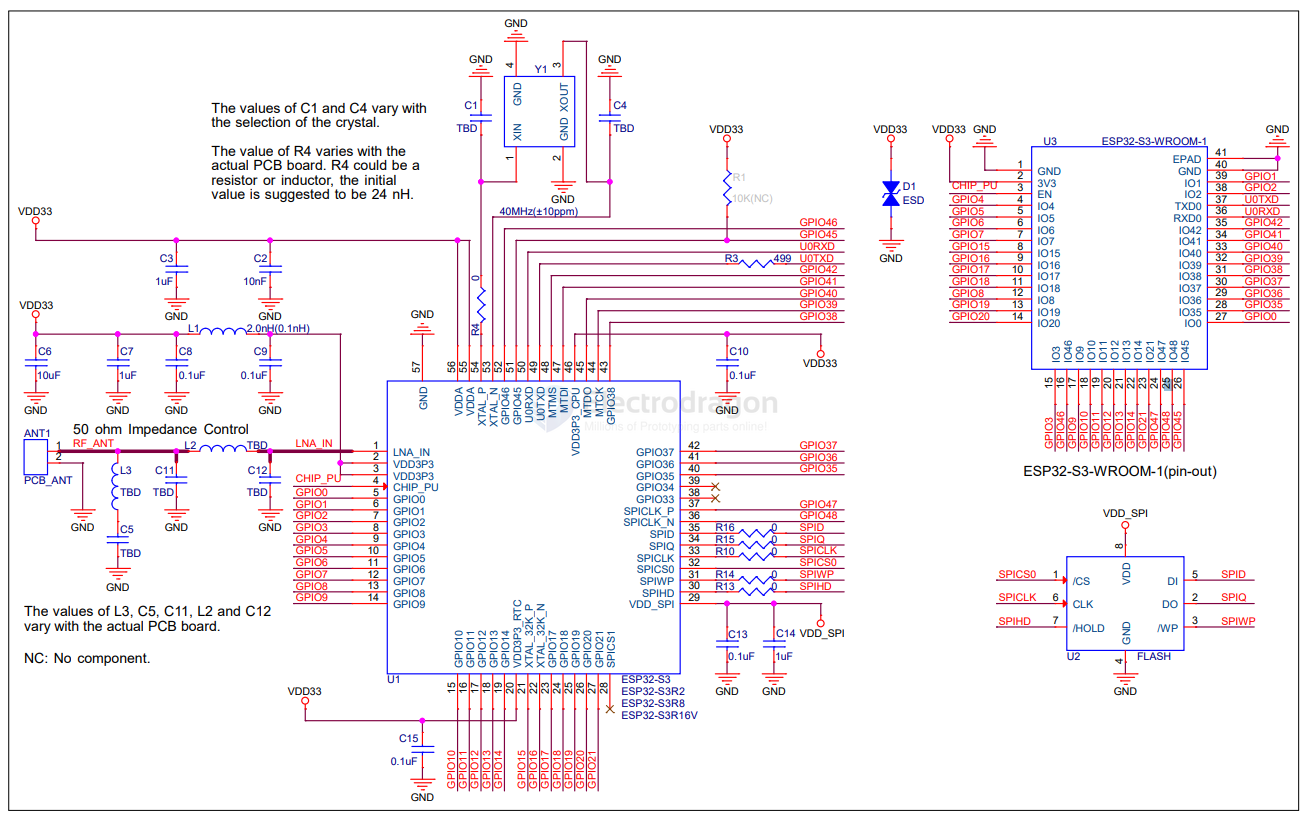 The values of C1 and C4 vary with
the selection of the crystal.
The value of R4 varies with the
actual PCB board. R4 could be a
resistor or inductor, the initial
value is suggested to be 24 nH.
GND
GND
4
3
Y1
GND
GND
XOUT
XIN
GND
1
2
GND
C1
TBD
C4
TBD
40MHz(±10ppm)
VDD33
C3
1uF
GND
C2
10nF
GND
VDD33
L1
2.0nH(0.1nH)
C6
10uF
GND
C7
1uF
GND
C8
0.1uF
GND
C9
0.1uF
GND
0
R4
VDD33
R1
10K(NC)
GPIO46
GPIO45
U0RXD
R3
499
U0TXD
GPIO42
GPIO41
GPIO40
GPIO39
GPIO38
C10
0.1uF
GND
VDD33
VDD33
D1
ESD
GND
50 ohm Impedance Control
ANT1
1
2
PCB_ANT
RF_ANT
L2
TBD
LNA_IN
GND
L3
TBD
C5
TBD
GND
C11
TBD
GND
C12
TBD
GND
The values of L3, C5, C11, L2 and C12
vary with the actual PCB board.
NC: No component.
GND
57
GND
56 VDDA
55 VDDA
54 XTAL_P
53 XTAL_N
52 GPIO46
51 GPIO45
50 U0RXD
49 U0TXD
48 MTMS
47 MTDI
46 VDD3P3_CPU
45 MTDO
44 MTCK
43 GPIO38
1 LNA_IN
2 VDD3P3
3 VDD3P3
CHIP_PU 4 CHIP_PU
GPIO0 5 GPIO0
GPIO1 6 GPIO1
GPIO2 7 GPIO2
GPIO3 8 GPIO3
GPIO4 9 GPIO4
GPIO5 10 GPIO5
GPIO6 11 GPIO6
GPIO7 12 GPIO7
GPIO8 13 GPIO8
GPIO9 14 GPIO9
GPIO37 42 GPIO37
GPIO36 41 GPIO36
GPIO35 40 GPIO35
GPIO34 39
GPIO33 38
SPICLK_P 37 GPIO47
SPICLK_N 36 GPIO48
SPID 35 R16 0 SPID
SPIQ 34 R15 0 SPIQ
SPICLK 33 R10 0 SPICLK
SPICS0 32 SPICS0
SPIWP 31 R14 0 SPIWP
SPIHD 30 R13 0 SPIHD
VDD_SPI 29
VDD_SPI
C13
0.1uF
GND
C14
1uF
GND
GPIO10 15 GPIO10
GPIO11 16 GPIO11
GPIO12 17 GPIO12
GPIO13 18 GPIO13
GPIO14 19 GPIO14
VDD3P3_RTC 20
XTAL_32K_P 21 GPIO15
XTAL_32K_N 22 GPIO16
GPIO17 23 GPIO17
GPIO18 24 GPIO18
GPIO19 25 GPIO19
GPIO20 26 GPIO20
GPIO21 27 GPIO21
SPICS1 28
U1
ESP32-S3
ESP32-S3R2
ESP32-S3R8
ESP32-S3R16V
VDD33
C15
0.1uF
GND
ectrodragon
Millions of Prototyping parts online!
VDD33
GND
U3
ESP32-S3-WROOM-1
GND
1 GND
2 3V3
CHIP_PU 3 EN
GPIO4 4 IO4
GPIO5 5 IO5
GPIO6 6 IO6
GPIO7 7 IO7
GPIO15 8 IO15
GPIO16 9 IO16
GPIO17 10 IO17
GPIO18 11 IO18
GPIO8 12 IO8
GPIO19 13 IO19
GPIO20 14 IO20
EPAD 41
GND 40
IO1 39 GPIO1
IO2 38 GPIO2
TXD0 37 U0TXD
RXD0 36 U0RXD
IO42 35 GPIO42
IO41 34 GPIO41
IO40 33 GPIO40
IO39 32 GPIO39
IO38 31 GPIO38
IO37 30 GPIO37
IO36 29 GPIO36
IO35 28 GPIO35
IO0 27 GPIO0
IO3 15 GPIO3
IO46 16 GPIO46
IO9 17 GPIO9
IO10 18 GPIO10
IO11 19 GPIO11
IO12 20 GPIO12
IO13 21 GPIO13
IO14 22 GPIO14
IO21 23 GPIO21
IO47 24 GPIO47
IO48 25 GPIO48
IO45 26 GPIO45
ESP32-S3-WROOM-1(pin-out)
VDD_SPI
8
VDD
SPICS0 1 /CS
SPICLK 6 CLK
SPIHD 7 /HOLD
DI 5 SPID
DO 2 SPIQ
/WP 3 SPIWP
GND
4
U2
FLASH
GND